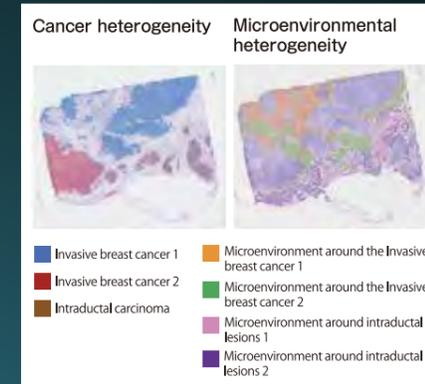 Cancer heterogeneity
Microenvironmental
heterogeneity
Invasive breast cancer 1
Invasive breast cancer 2
Intraductal carcinoma
Microenvironment around the Invasive
breast cancer 1
Microenvironment around the Invasive
breast cancer 2
Microenvironment around intraductal
lesions 1
Microenvironment around intraductal
lesions 2